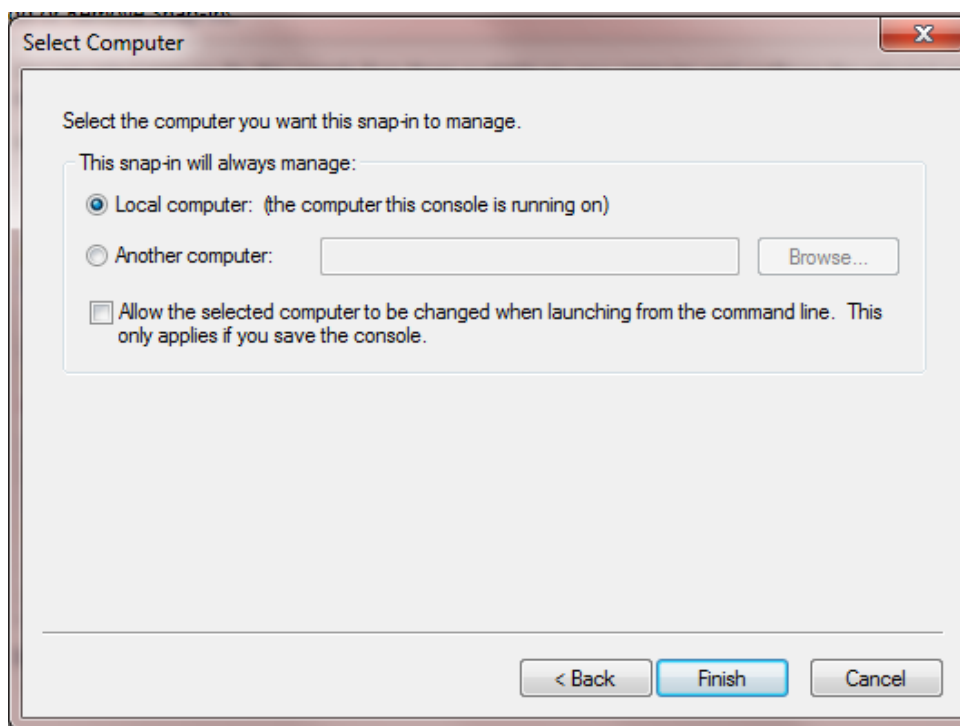 Select Computer
Select the computer you want this snap-in to manage.
This snap-in will always manage:
Local computer: (the computer this console is running on)
Another computer:
Browse...
Allow the selected computer to be changed when launching from the command line. This
only applies if you save the console.
< Back
Finish
Cancel